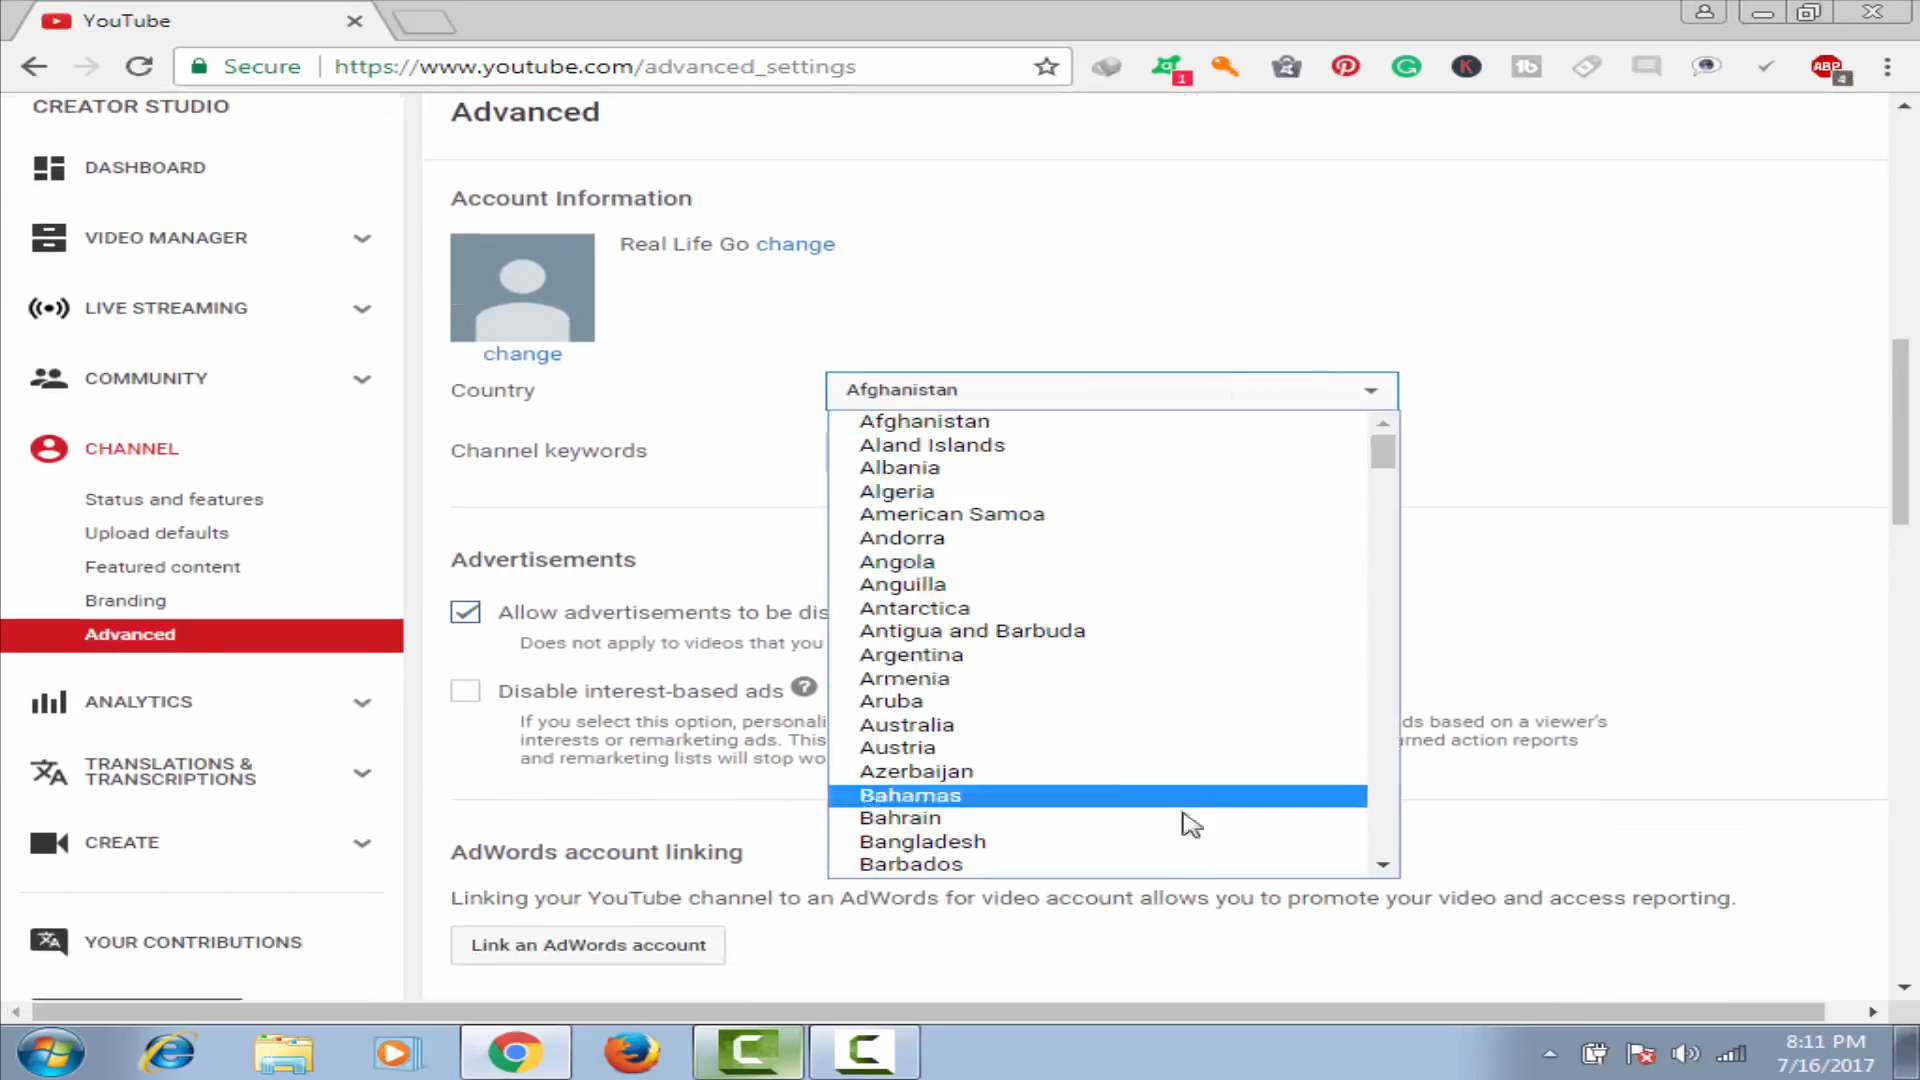 YouTube
Secure | https://www.youtube.com/advanced_settings
1
ABP
4
CREATOR STUDIO
DASHBOARD
VIDEO MANAGER
LIVE STREAMING
COMMUNITY
CHANNEL
Status and features
Upload defaults
Featured content
Branding
Advanced
ANALYTICS
TRANSLATIONS &
TRANSCRIPTIONS
CREATE
YOUR CONTRIBUTIONS
Advanced
Account Information
Real Life Go change
change
Country
Afghanistan
Channel keywords
Afghanistan
Aland Islands
Albania
Algeria
American Samoa
Andorra
Angola
Anguilla
Antarctica
Antigua and Barbuda
Argentina
Armenia
Aruba
Australia
Austria
Azerbaijan
Bahamas
Bahrain
Bangladesh
Barbados
Advertisements
Allow advertisements to be dis
Does not apply to videos that you
Disable interest-based ads ?
If you select this option, personali ds based on a viewer's
interests or remarketing ads. This rned action reports
and remarketing lists will stop wo
AdWords account linking
Linking your YouTube channel to an AdWords for video account allows you to promote your video and access reporting.
Link an AdWords account
8:11 PM
7/16/2017